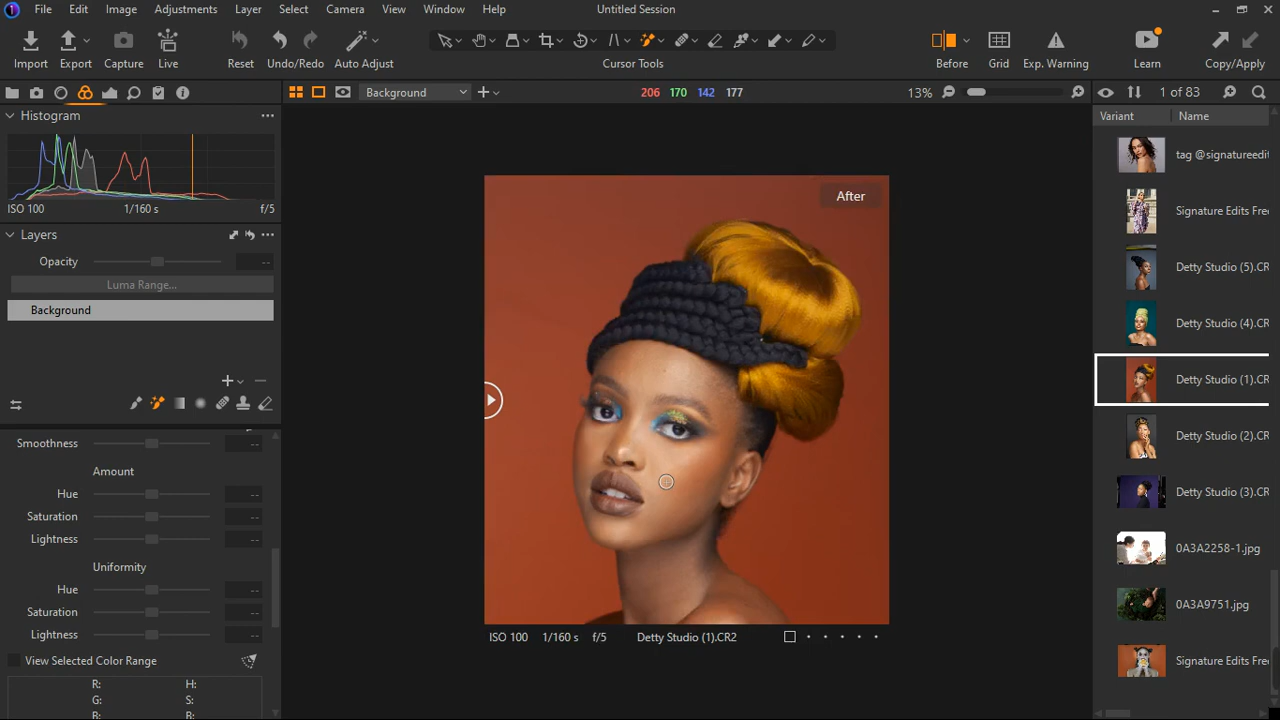 File Edit Image Adjustments Layer Select Camera View Window Help Untitled Session
Import Export Capture Live Reset Undo/Redo Auto Adjust Cursor Tools Before Grid Exp. Warning Learn Copy/Apply
Background 206 170 142 177 13% 1 of 83
Histogram
ISO 100 1/160 s f/5
Layers
Opacity --
Luma Range...
Background
Smoothness --
Amount
Hue --
Saturation --
Lightness --
Uniformity
Hue --
Saturation --
Lightness --
View Selected Color Range
R: H:
G: S:
B: B:
After
ISO 100 1/160 s f/5 Detty Studio (1).CR2
Variant Name
tag @signatureedit
Signature Edits Fre
Detty Studio (5).CR
Detty Studio (4).CR
Detty Studio (1).CR
Detty Studio (2).CR
Detty Studio (3).CR
0A3A2258-1.jpg
0A3A9751.jpg
Signature Edits Fre